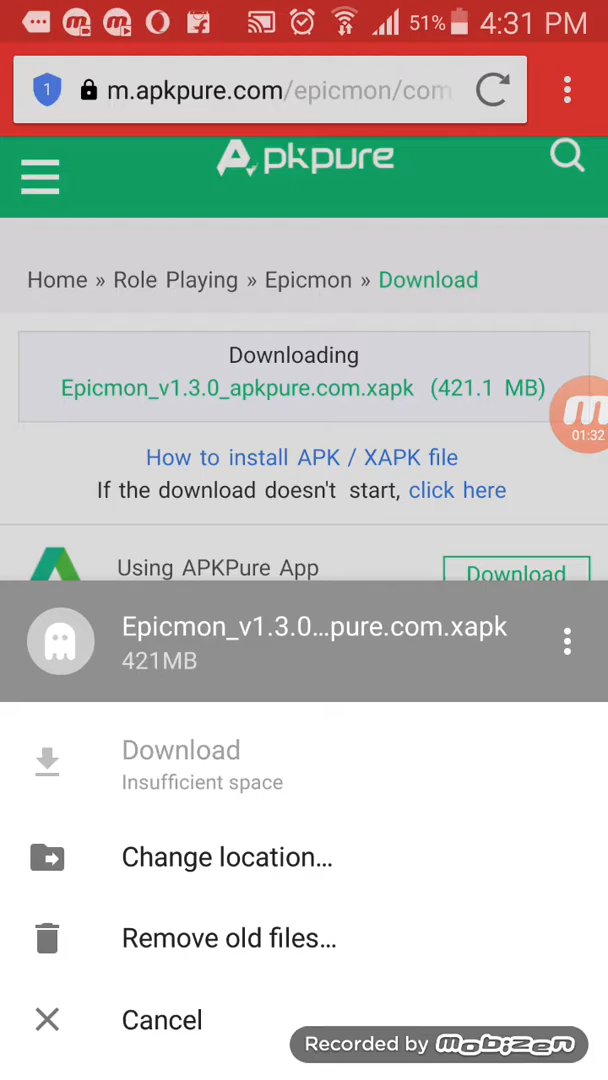 51% 4:31 PM
1 m.apkpure.com/epicmon/com
Apkpure
Home » Role Playing » Epicmon » Download
Downloading
Epicmon_v1.3.0_apkpure.com.xapk (421.1 MB)
01:32
How to install APK / XAPK file
If the download doesn't start, click here
Using APKPure App
Download
Epicmon_v1.3.0...pure.com.xapk
421MB
Download
Insufficient space
Change location...
Remove old files...
Cancel
Recorded by mobizen